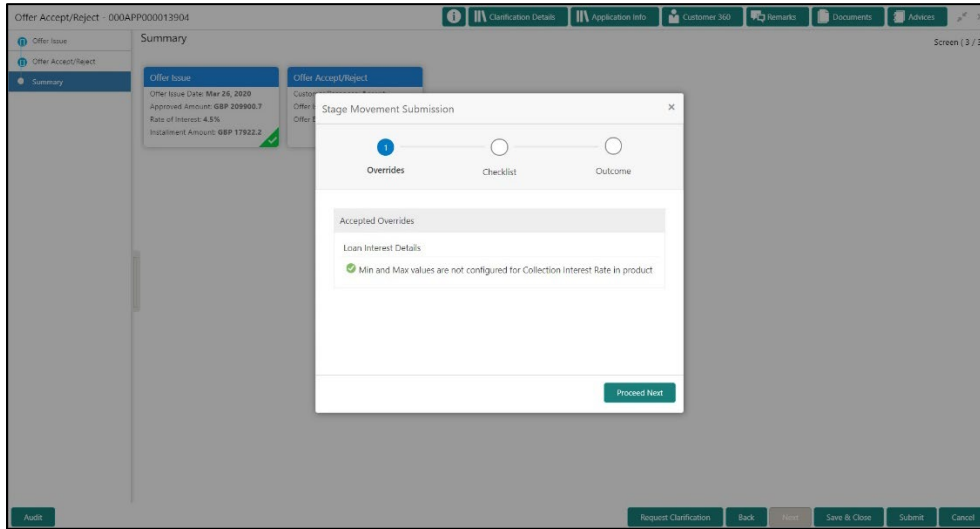 Offer Accept/Reject - 000APP000013904
Clarification Details
Application Info
Customer 360
Remarks
Documents
Advices
Offer Issue
Offer Accept/Reject
Summary
Summary
Screen ( 3 / 3
Offer Issue
Offer Issue Date: Mar 26, 2020
Approved Amount: GBP 209900.7
Rate of Interest: 4.5%
Installment Amount: GBP 17922.2
Offer Accept/Reject
Offer
Offer
Stage Movement Submission
1
Overrides
Checklist
Outcome
Accepted Overrides
Loan Interest Details
Min and Max values are not configured for Collection Interest Rate in product
Proceed Next
Audit
Request Clarification
Back
Next
Save & Close
Submit
Cancel